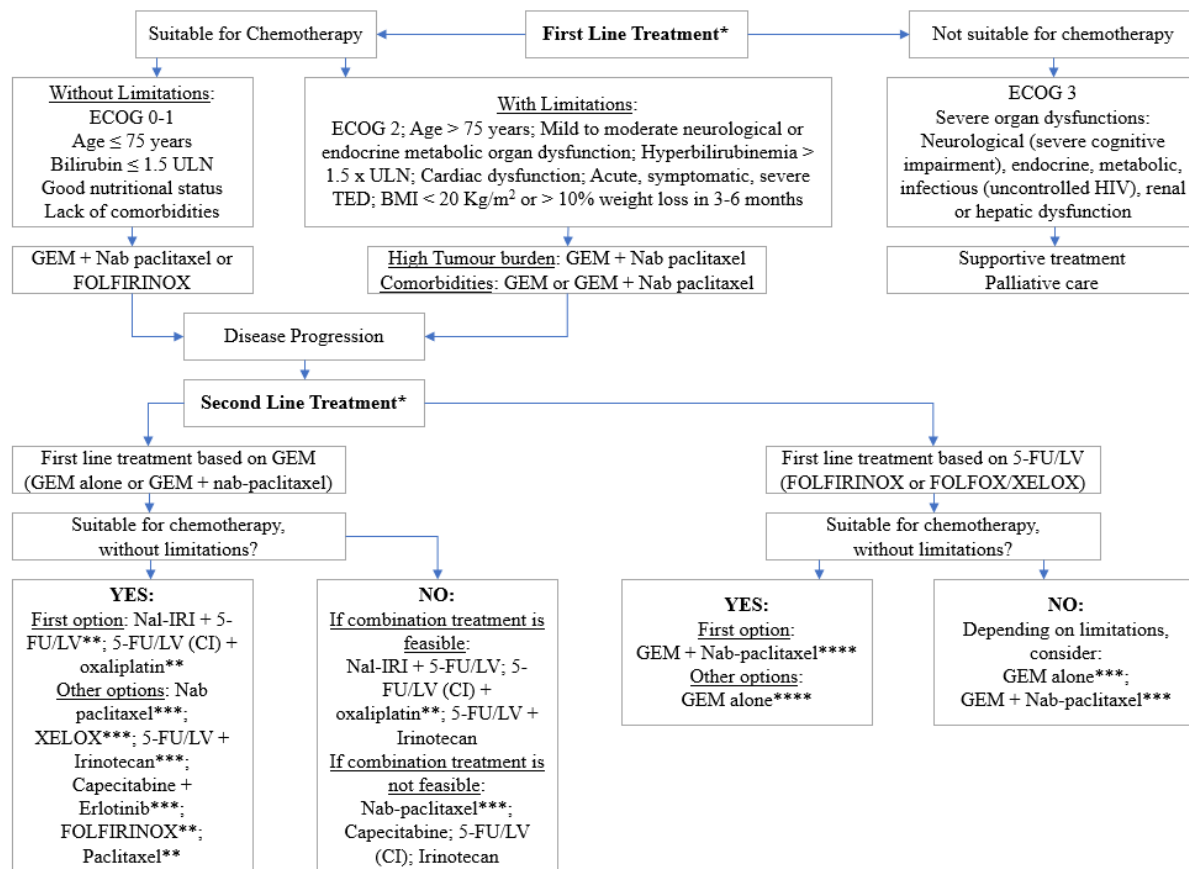 Suitable for Chemotherapy
First Line Treatment*
Not suitable for chemotherapy
Without Limitations:
ECOG 0-1
Age ≤ 75 years
Bilirubin ≤ 1.5 ULN
Good nutritional status
Lack of comorbidities
With Limitations:
ECOG 2; Age > 75 years; Mild to moderate neurological or
endocrine metabolic organ dysfunction; Hyperbilirubinemia >
1.5 x ULN; Cardiac dysfunction; Acute, symptomatic, severe
TED; BMI < 20 Kg/m² or > 10% weight loss in 3-6 months
ECOG 3
Severe organ dysfunctions:
Neurological (severe cognitive
impairment), endocrine, metabolic,
infectious (uncontrolled HIV), renal
or hepatic dysfunction
GEM + Nab paclitaxel or
FOLFIRINOX
High Tumour burden: GEM + Nab paclitaxel
Comorbidities: GEM or GEM + Nab paclitaxel
Supportive treatment
Palliative care
Disease Progression
Second Line Treatment*
First line treatment based on GEM
(GEM alone or GEM + nab-paclitaxel)
First line treatment based on 5-FU/LV
(FOLFIRINOX or FOLFOX/XELOX)
Suitable for chemotherapy,
without limitations?
Suitable for chemotherapy,
without limitations?
YES:
First option: Nal-IRI + 5-
FU/LV**; 5-FU/LV (CI) +
oxaliplatin**
Other options: Nab
paclitaxel***;
XELOX***; 5-FU/LV +
Irinotecan***;
Capecitabine +
Erlotinib***;
FOLFIRINOX**;
Paclitaxel**
NO:
If combination treatment is
feasible:
Nal-IRI + 5-FU/LV; 5-
FU/LV (CI) +
oxaliplatin**; 5-FU/LV +
Irinotecan
If combination treatment is
not feasible:
Nab-paclitaxel***;
Capecitabine; 5-FU/LV
(CI); Irinotecan
YES:
First option:
GEM + Nab-paclitaxel****
Other options:
GEM alone****
NO:
Depending on limitations,
consider:
GEM alone***;
GEM + Nab-paclitaxel***